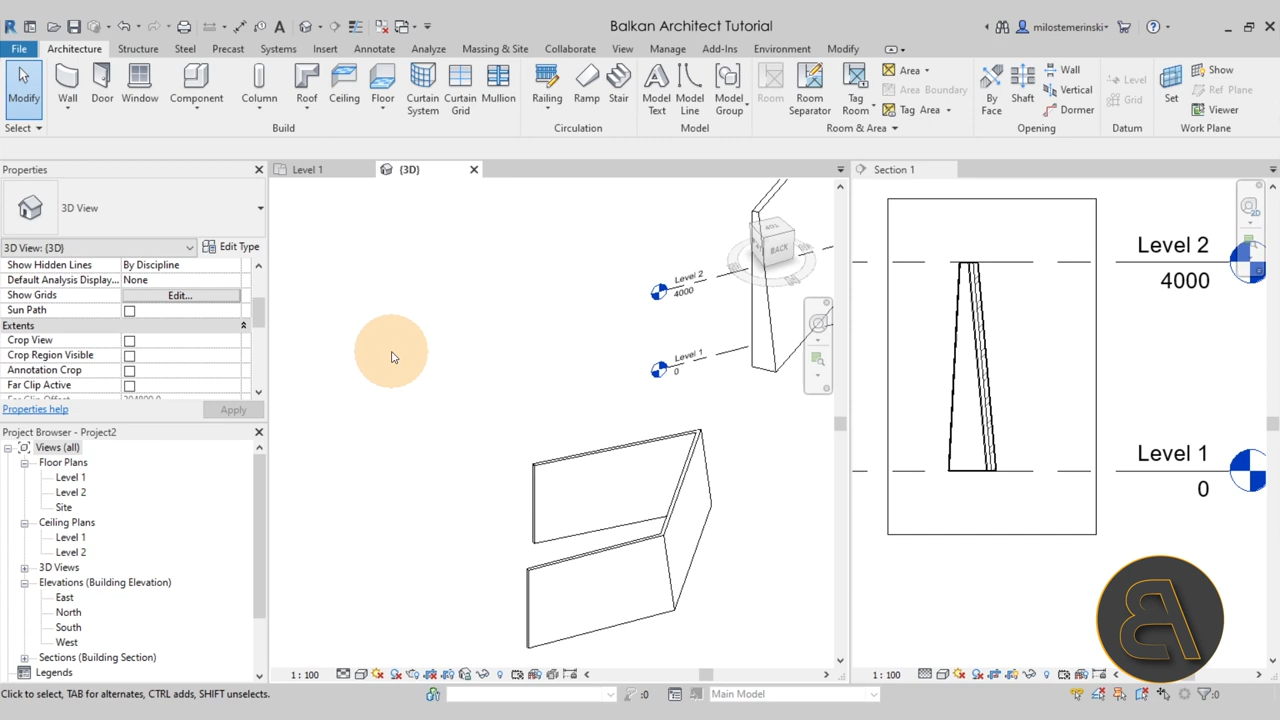 Balkan Architect Tutorial
milostemerinski
File Architecture Structure Steel Precast Systems Insert Annotate Analyze Massing & Site Collaborate View Manage Add-Ins Environment Modify
Modify Wall Door Window Component Column Roof Ceiling Floor Curtain System Curtain Grid Mullion Railing Ramp Stair Model Text Model Line Model Group Room Room Separator Tag Room By Face Shaft Set
Area Wall Level Show
Area Boundary Vertical Grid Ref Plane
Tag Area Dormer Viewer
Select Build Circulation Model Room & Area Opening Datum Work Plane
Properties
Level 1
{3D}
Section 1
3D View
3D View: {3D} Edit Type
Show Hidden Lines By Discipline
Default Analysis Display... None
Show Grids Edit...
Sun Path
Extents
Crop View
Crop Region Visible
Annotation Crop
Far Clip Active
Far Clip Offset 304800.0
Properties help Apply
Project Browser - Project2
Views (all)
Floor Plans
Level 1
Level 2
Site
Ceiling Plans
Level 1
Level 2
3D Views
Elevations (Building Elevation)
East
North
South
West
Sections (Building Section)
Legends
Level 2
4000
Level 1
0
BACK
Level 2
4000
Level 1
0
2D
1 : 100
1 : 100
Click to select, TAB for alternates, CTRL adds, SHIFT unselects.
:0
Main Model
:0